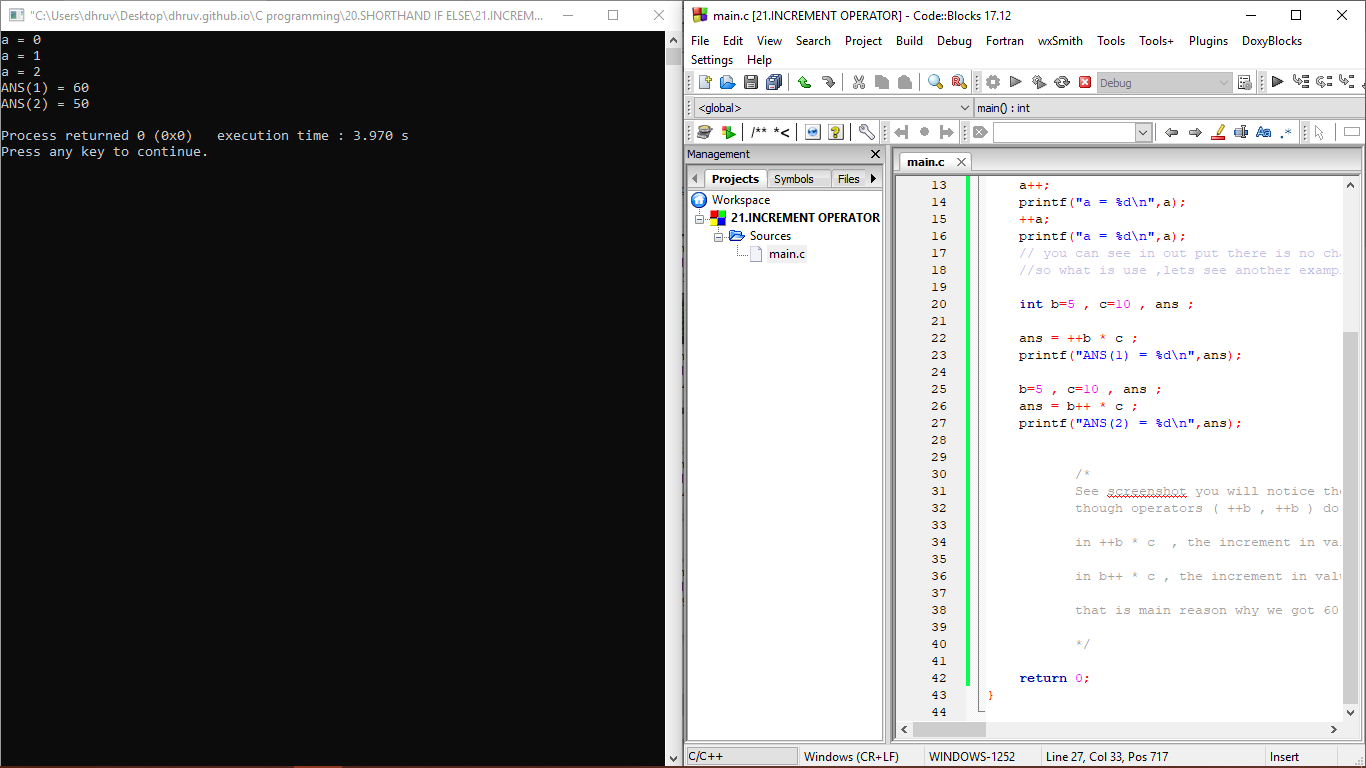 "C:\Users\dhruv\Desktop\dhruv.github.io\C programming\20.SHORTHAND IF ELSE\21.INCREM...
a = 0
a = 1
a = 2
ANS(1) = 60
ANS(2) = 50
Process returned 0 (0x0)   execution time : 3.970 s
Press any key to continue.
main.c [21.INCREMENT OPERATOR] - Code::Blocks 17.12
File Edit View Search Project Build Debug Fortran wxSmith Tools Tools+ Plugins DoxyBlocks
Settings Help
Debug
<global>
main() : int
/** *<
Aa .*
Management
Projects Symbols Files
Workspace
21.INCREMENT OPERATOR
Sources
main.c
main.c
13 a++;
14 printf("a = %d\n",a);
15 ++a;
16 printf("a = %d\n",a);
17 // you can see in out put there is no ch
18 //so what is use ,lets see another examp
19
20 int b=5 , c=10 , ans ;
21
22 ans = ++b * c ;
23 printf("ANS(1) = %d\n",ans);
24
25 b=5 , c=10 , ans ;
26 ans = b++ * c ;
27 printf("ANS(2) = %d\n",ans);
28
29
30 /*
31 See screenshot you will notice the
32 though operators ( ++b , ++b ) do
33
34 in ++b * c  , the increment in va
35
36 in b++ * c , the increment in valu
37
38 that is main reason why we got 60
39
40 */
41
42 return 0;
43 }
44
C/C++ Windows (CR+LF) WINDOWS-1252 Line 27, Col 33, Pos 717 Insert